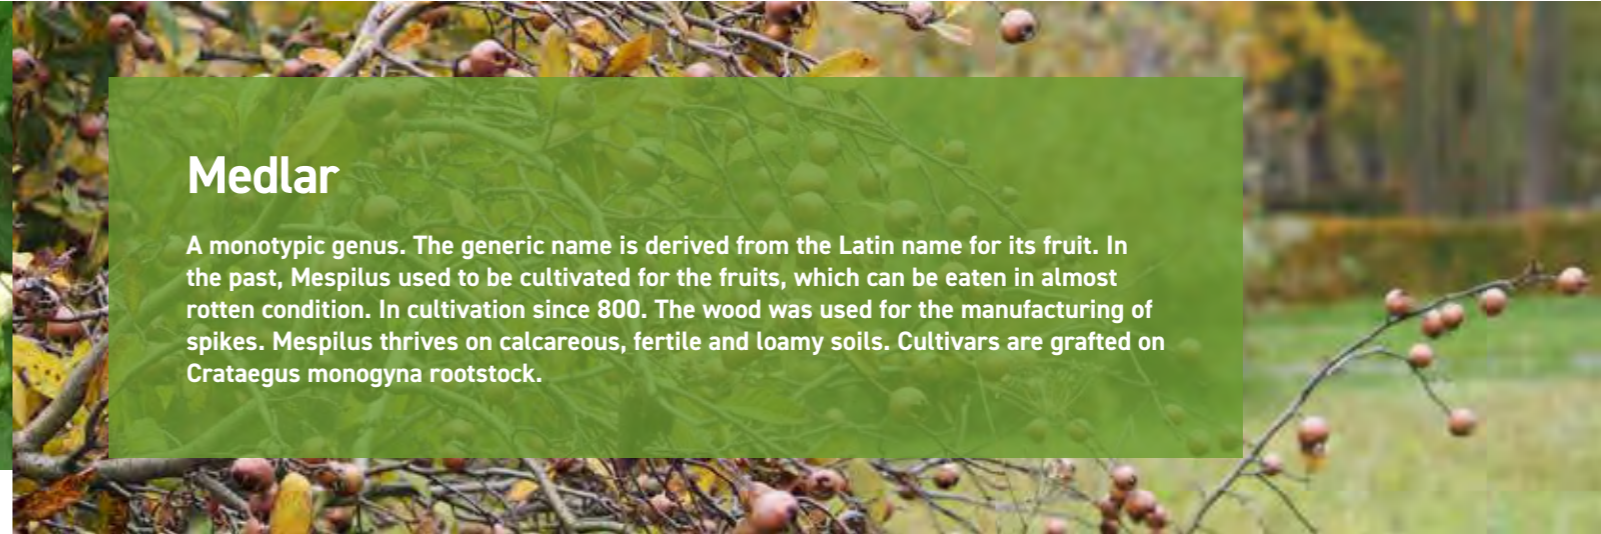 Medlar
A monotypic genus. The generic name is derived from the Latin name for its fruit. In
the past, Mespilus used to be cultivated for the fruits, which can be eaten in almost
rotten condition. In cultivation since 800. The wood was used for the manufacturing of
spikes. Mespilus thrives on calcareous, fertile and loamy soils. Cultivars are grafted on
Crataegus monogyna rootstock.